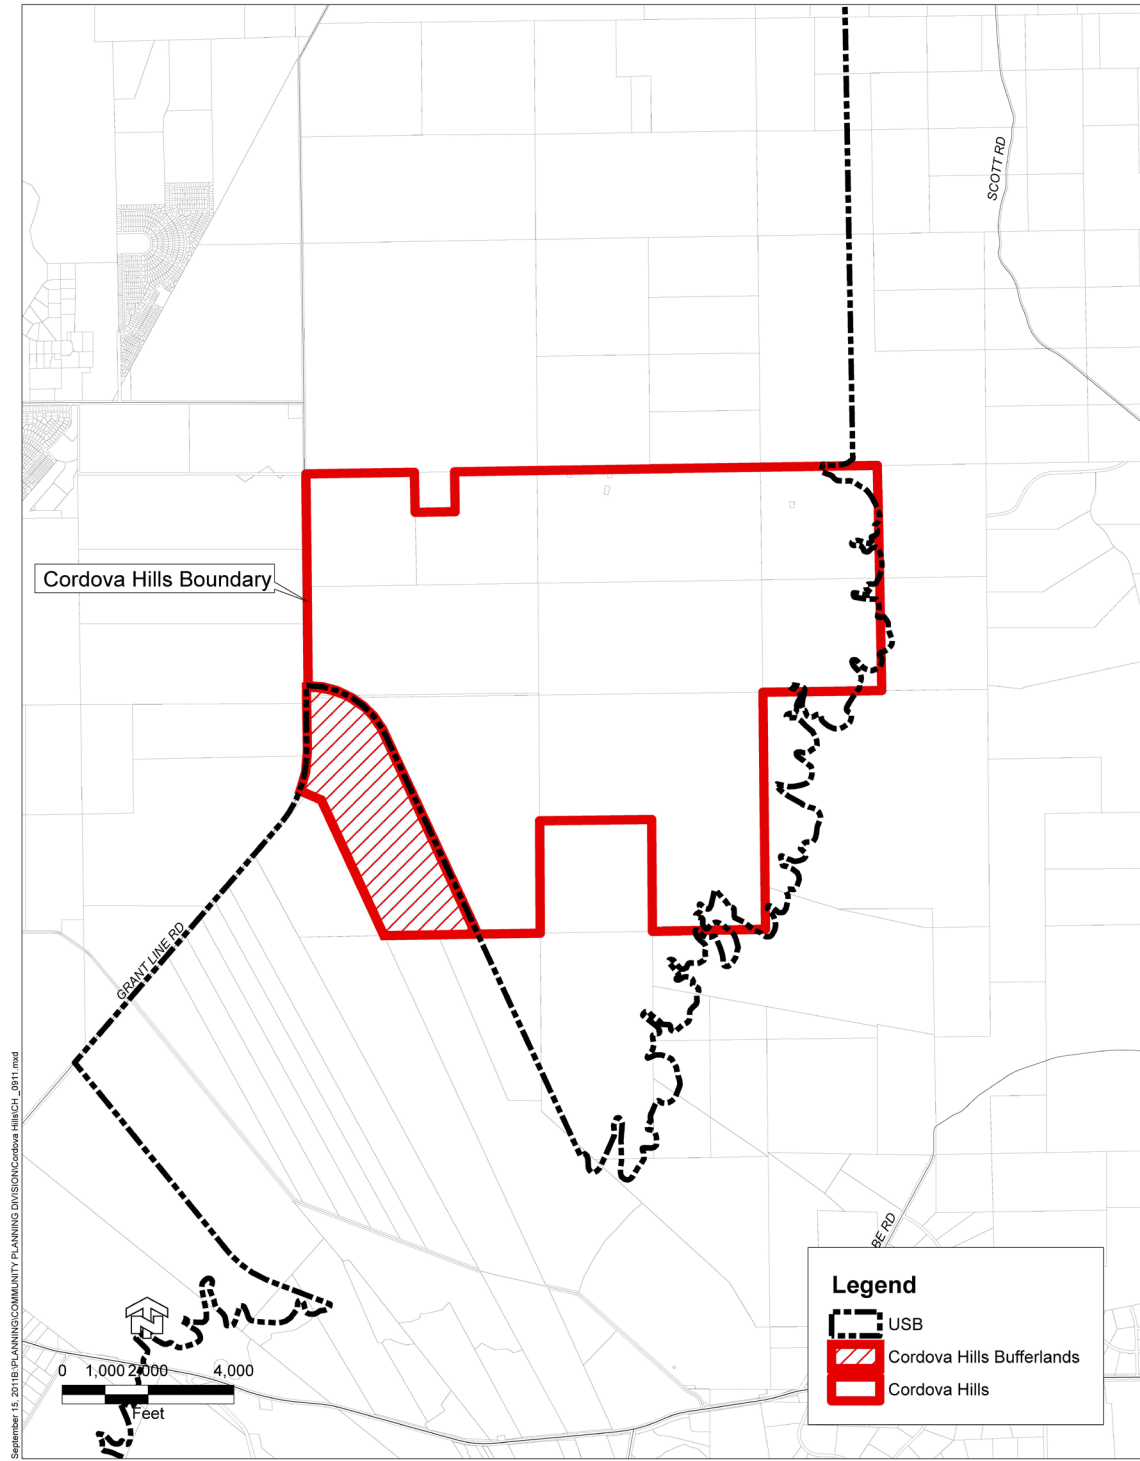 SCOTT RD
Cordova Hills Boundary
GRANT LINE RD
BE RD
Legend
USB
Cordova Hills Bufferlands
Cordova Hills
N
0 1,000 2,000 4,000
Feet
September 15, 2011B:\PLANNING\COMMUNITY PLANNING DIVISION\Cordova Hills\CH_0911.mxd